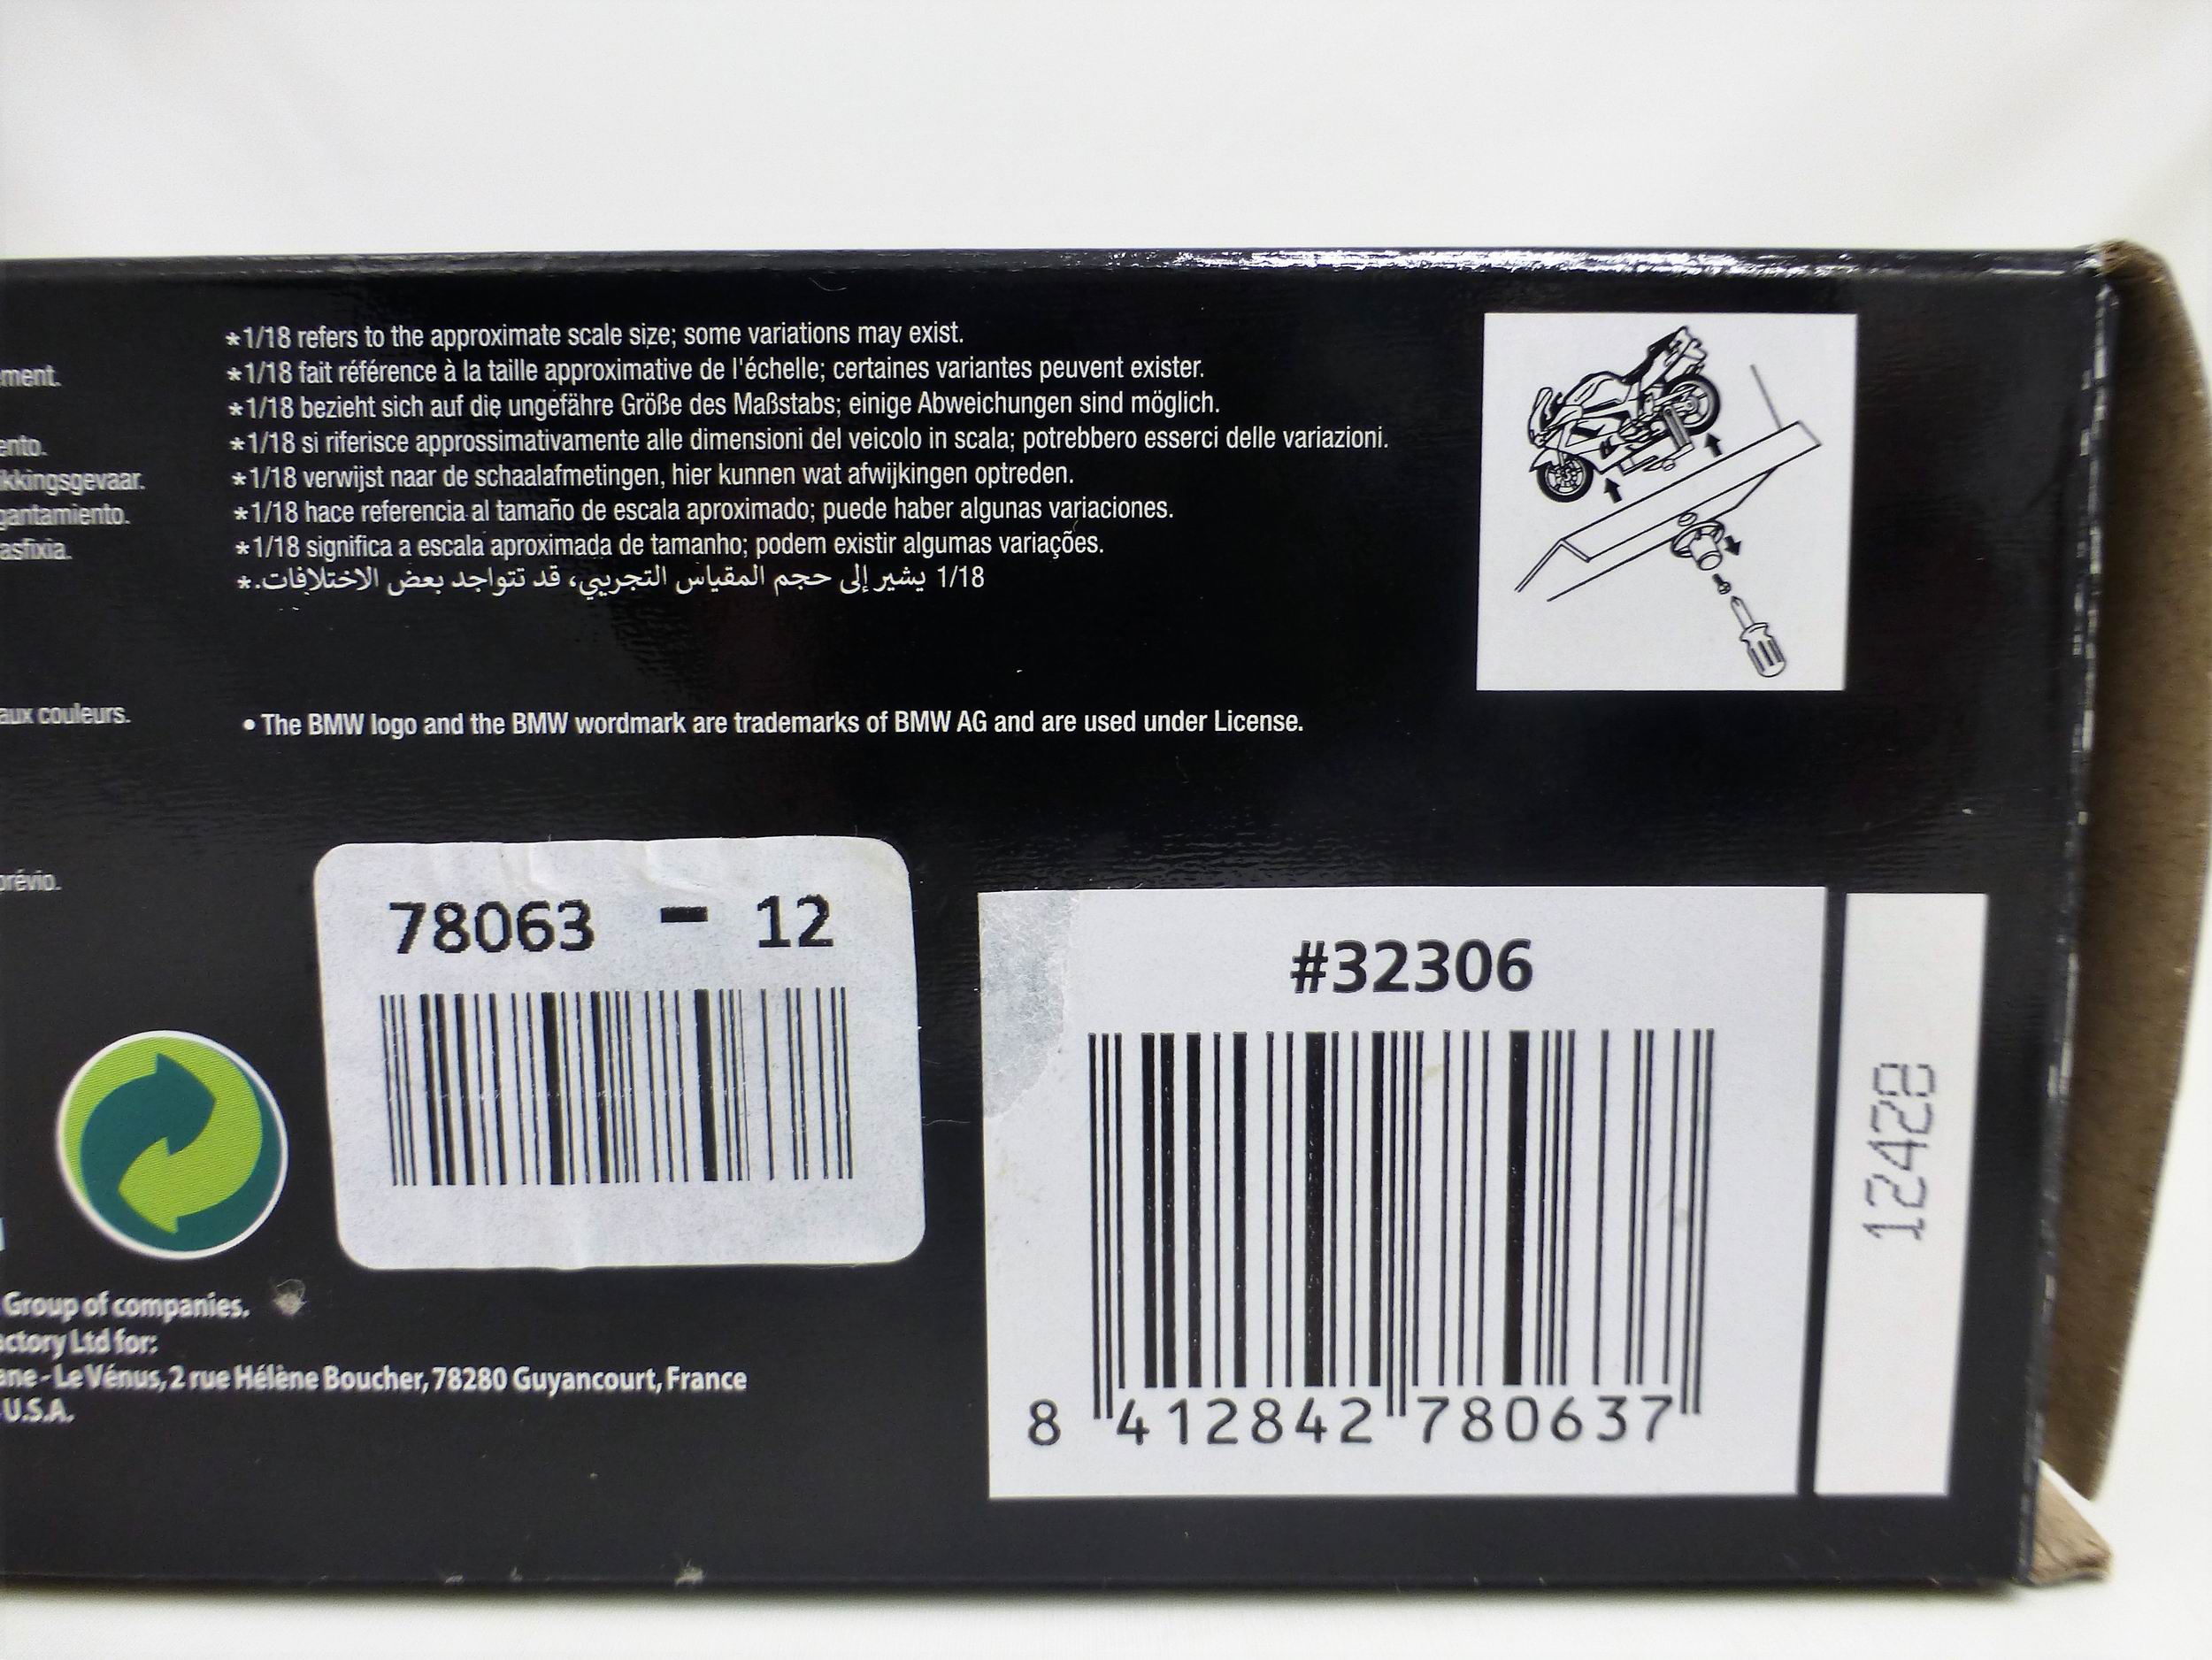 *1/18 refers to the approximate scale size; some variations may exist.
*1/18 fait référence à la taille approximative de l'échelle; certaines variantes peuvent exister.
*1/18 bezieht sich auf die ungefähre Größe des Maßstabs; einige Abweichungen sind möglich.
*1/18 si riferisce approssimativamente alle dimensioni del veicolo in scala; potrebbero esserci delle variazioni.
*1/18 verwijst naar de schaalafmetingen, hier kunnen wat afwijkingen optreden.
*1/18 hace referencia al tamaño de escala aproximado; puede haber algunas variaciones.
*1/18 significa a escala aproximada de tamanho; podem existir algumas variações.
1/18 يشير إلى حجم المقياس التجريبي، قد تتواجد بعض الاختلافات.*
ment.
ento.
kkingsgevaar.
gantamiento.
asfixia.
aux couleurs.
• The BMW logo and the BMW wordmark are trademarks of BMW AG and are used under License.
prévio.
78063 - 12
#32306
8 412842 780637
12428
Group of companies.
actory Ltd for:
ane - Le Vénus, 2 rue Hélène Boucher, 78280 Guyancourt, France
U.S.A.